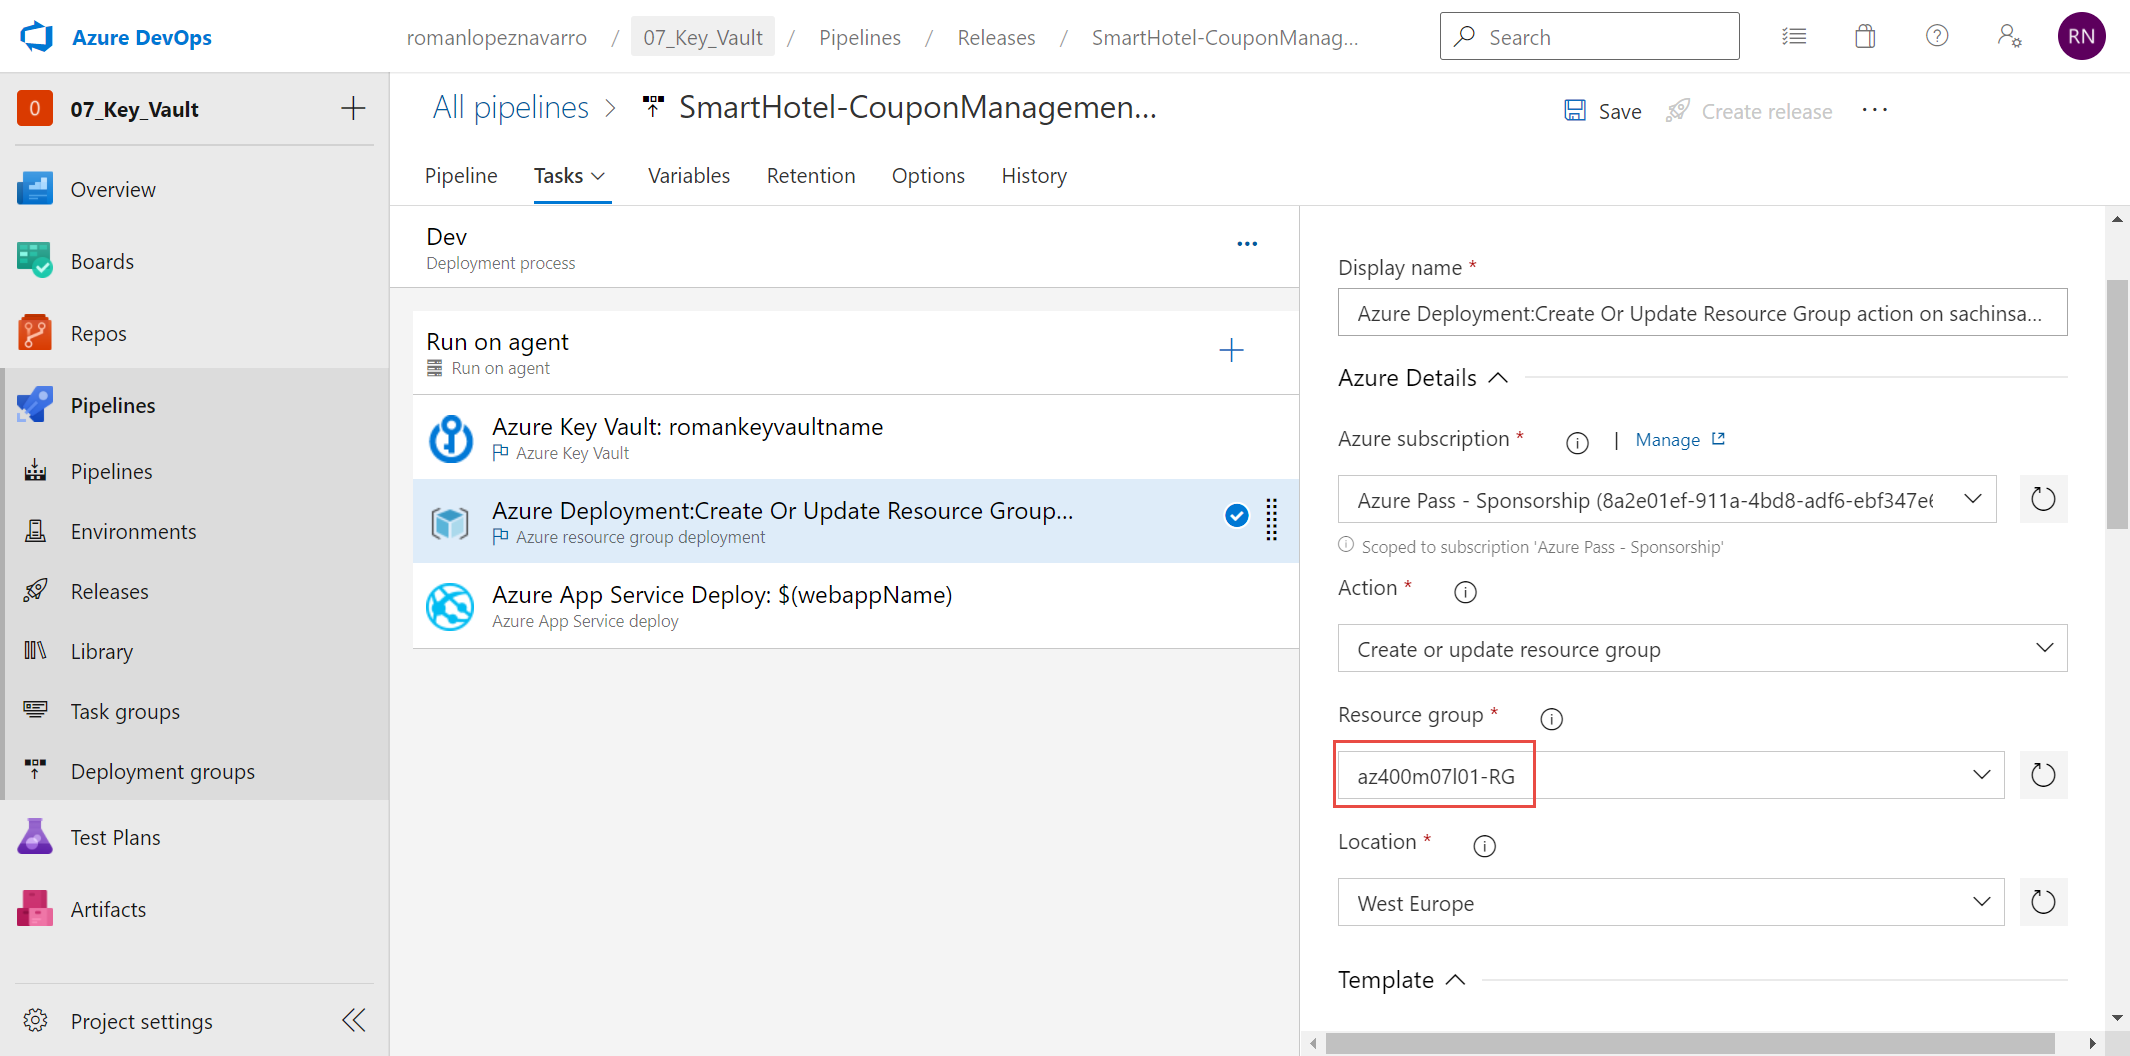 Azure DevOps
romanlopeznavarro / 07_Key_Vault / Pipelines / Releases / SmartHotel-CouponManag...
Search
RN
0 07_Key_Vault
Overview
Boards
Repos
Pipelines
Pipelines
Environments
Releases
Library
Task groups
Deployment groups
Test Plans
Artifacts
Project settings
All pipelines > SmartHotel-CouponManagemen...
Save
Create release
Pipeline
Tasks
Variables
Retention
Options
History
Dev
Deployment process
Run on agent
Run on agent
Azure Key Vault: romankeyvaultname
Azure Key Vault
Azure Deployment:Create Or Update Resource Group...
Azure resource group deployment
Azure App Service Deploy: $(webappName)
Azure App Service deploy
Display name *
Azure Deployment:Create Or Update Resource Group action on sachinsa...
Azure Details
Azure subscription * | Manage
Azure Pass - Sponsorship (8a2e01ef-911a-4bd8-adf6-ebf347e6
Scoped to subscription 'Azure Pass - Sponsorship'
Action *
Create or update resource group
Resource group *
az400m07l01-RG
Location *
West Europe
Template